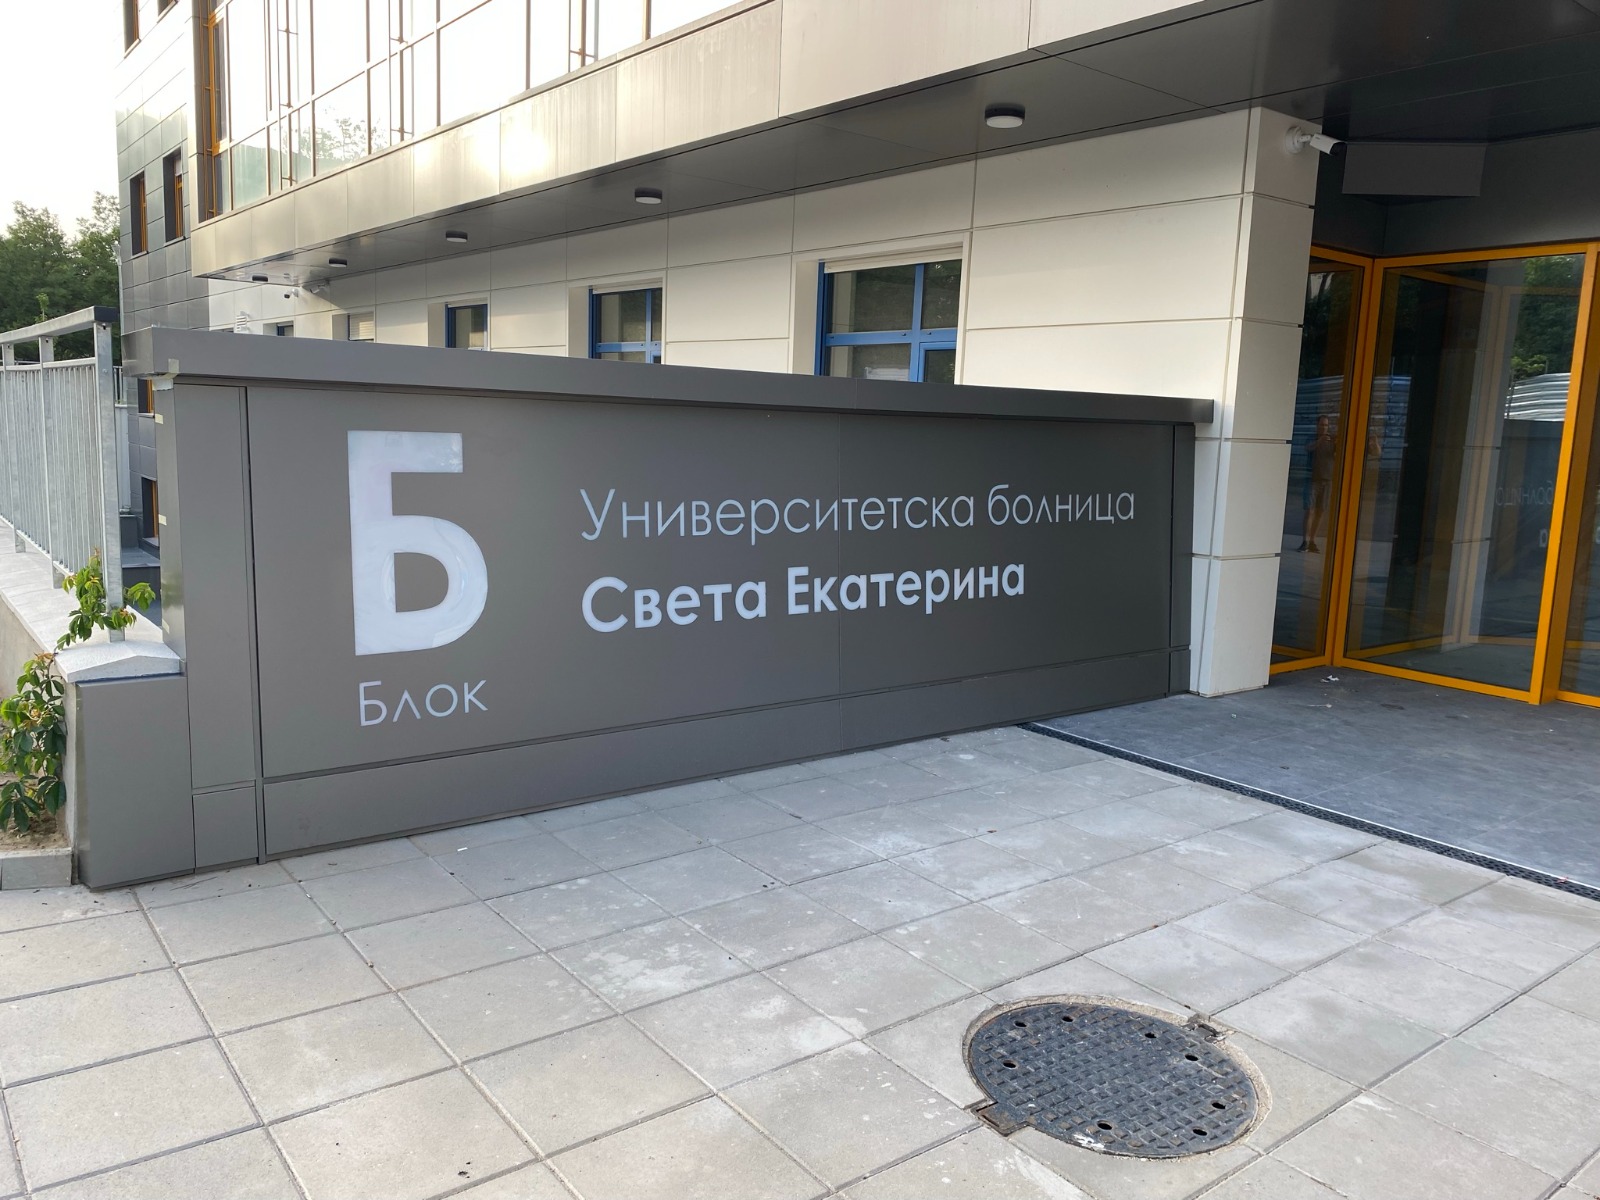 Б
Блок
Университетска болница
Света Екатерина